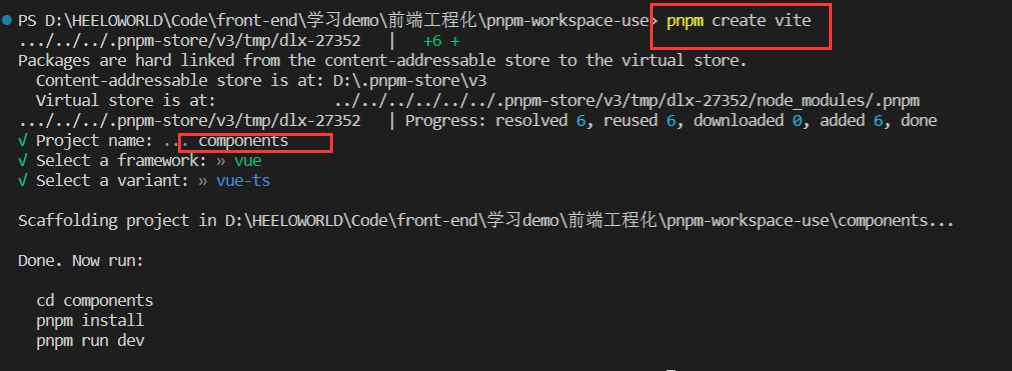 PS D:\HEELOWORLD\Code\front-end\学习demo\前端工程化\pnpm-workspace-use> pnpm create vite
.../../../.pnpm-store/v3/tmp/dlx-27352   |   +6 +
Packages are hard linked from the content-addressable store to the virtual store.
  Content-addressable store is at: D:\.pnpm-store\v3
  Virtual store is at:             ../../../../../../.pnpm-store/v3/tmp/dlx-27352/node_modules/.pnpm
.../../../.pnpm-store/v3/tmp/dlx-27352   | Progress: resolved 6, reused 6, downloaded 0, added 6, done
√ Project name: ... components
√ Select a framework: » vue
√ Select a variant: » vue-ts
Scaffolding project in D:\HEELOWORLD\Code\front-end\学习demo\前端工程化\pnpm-workspace-use\components...
Done. Now run:
  cd components
  pnpm install
  pnpm run dev